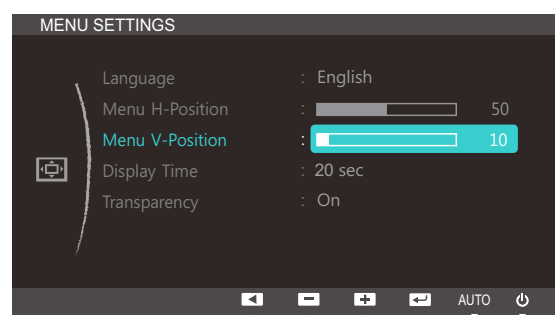 MENU SETTINGS
Language : English
Menu H-Position : 50
Menu V-Position : 10
Display Time : 20 sec
Transparency : On
AUTO